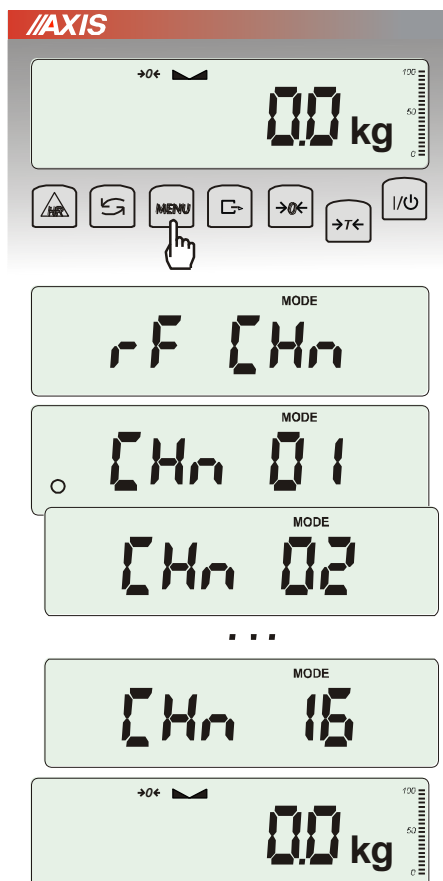 //AXIS
→0← 100
0.0 kg 50
0
HR MENU →0← →T← I/⏻
MODE
rF CHn
MODE
CHn 01
MODE
CHn 02
...
MODE
CHn 16
→0← 100
0.0 kg 50
0